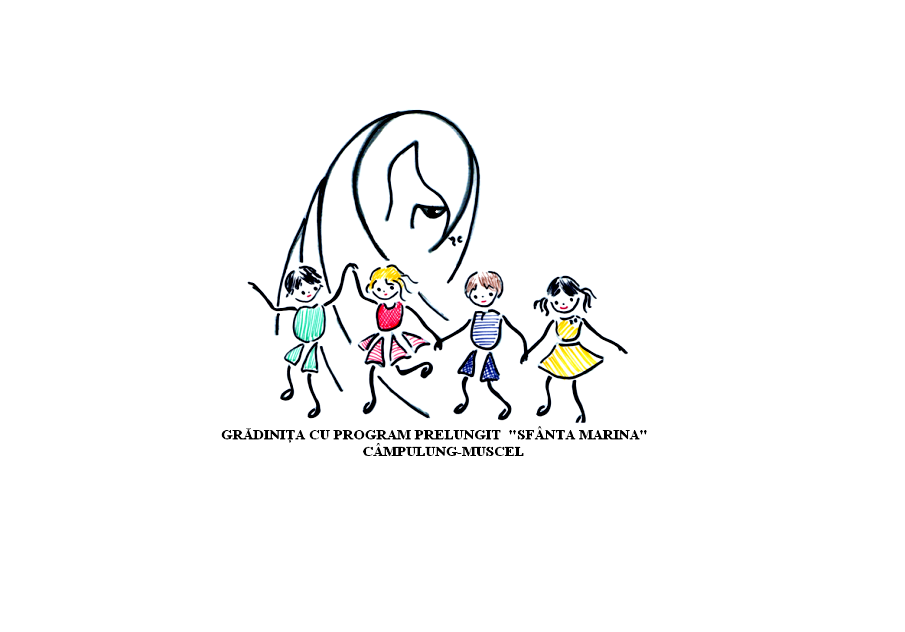 GRĂDINIȚA CU PROGRAM PRELUNGIT "SFÂNTA MARINA"
CÂMPULUNG-MUSCEL